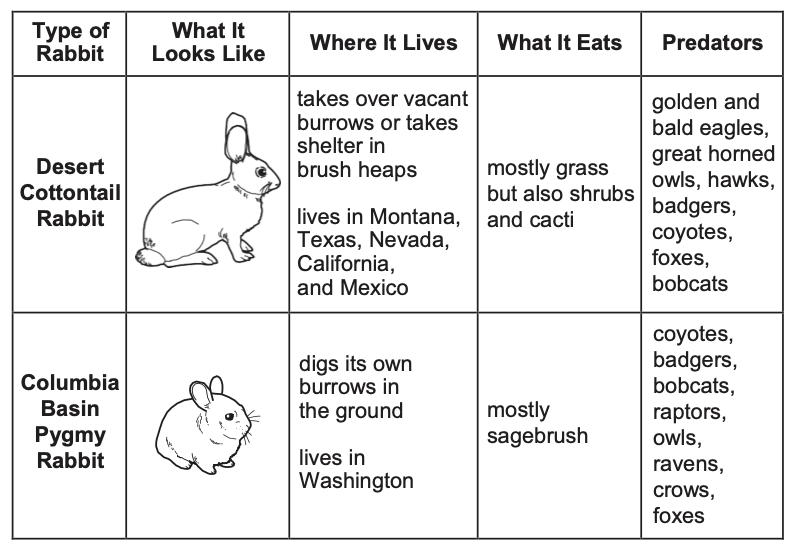 Type of
Rabbit
What It
Looks Like
Where It Lives
What It Eats
Predators
Desert
Cottontail
Rabbit
takes over vacant
burrows or takes
shelter in
brush heaps
lives in Montana,
Texas, Nevada,
California,
and Mexico
mostly grass
but also shrubs
and cacti
golden and
bald eagles,
great horned
owls, hawks,
badgers,
coyotes,
foxes,
bobcats
Columbia
Basin
Pygmy
Rabbit
digs its own
burrows in
the ground
lives in
Washington
mostly
sagebrush
coyotes,
badgers,
bobcats,
raptors,
owls,
ravens,
crows,
foxes